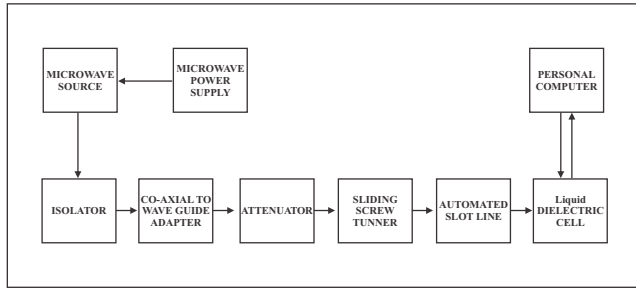 MICROWAVE
SOURCE
MICROWAVE
POWER
SUPPLY
PERSONAL
COMPUTER
ISOLATOR
CO-AXIAL TO
WAVE GUIDE
ADAPTER
ATTENUATOR
SLIDING
SCREW
TUNNER
AUTOMATED
SLOT LINE
Liquid
DIELECTRIC
CELL